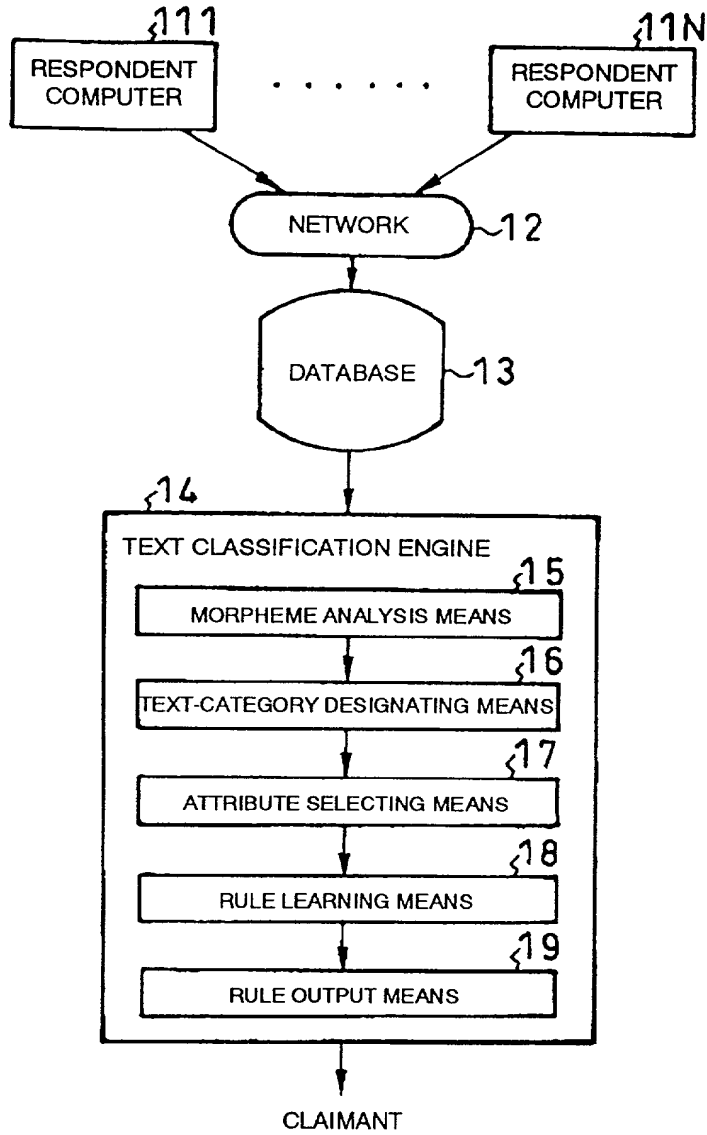 111
RESPONDENT
COMPUTER
. . . . . .
11N
RESPONDENT
COMPUTER
NETWORK
12
DATABASE
13
14
TEXT CLASSIFICATION ENGINE
15
MORPHEME ANALYSIS MEANS
16
TEXT-CATEGORY DESIGNATING MEANS
17
ATTRIBUTE SELECTING MEANS
18
RULE LEARNING MEANS
19
RULE OUTPUT MEANS
CLAIMANT